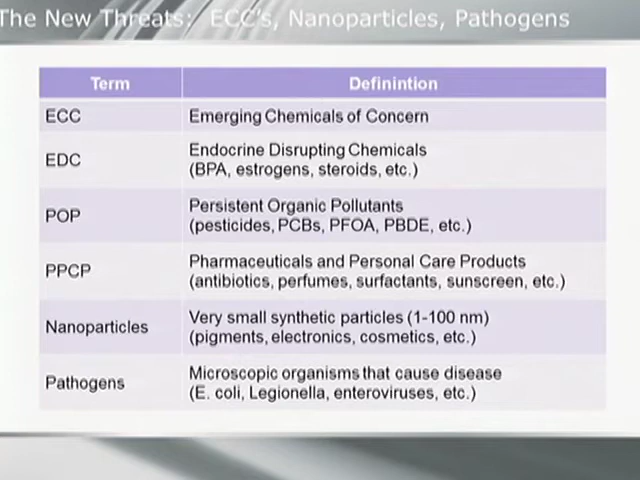 The New Threats: ECC's, Nanoparticles, Pathogens
Term
Definintion
ECC
Emerging Chemicals of Concern
EDC
Endocrine Disrupting Chemicals
(BPA, estrogens, steroids, etc.)
POP
Persistent Organic Pollutants
(pesticides, PCBs, PFOA, PBDE, etc.)
PPCP
Pharmaceuticals and Personal Care Products
(antibiotics, perfumes, surfactants, sunscreen, etc.)
Nanoparticles
Very small synthetic particles (1-100 nm)
(pigments, electronics, cosmetics, etc.)
Pathogens
Microscopic organisms that cause disease
(E. coli, Legionella, enteroviruses, etc.)